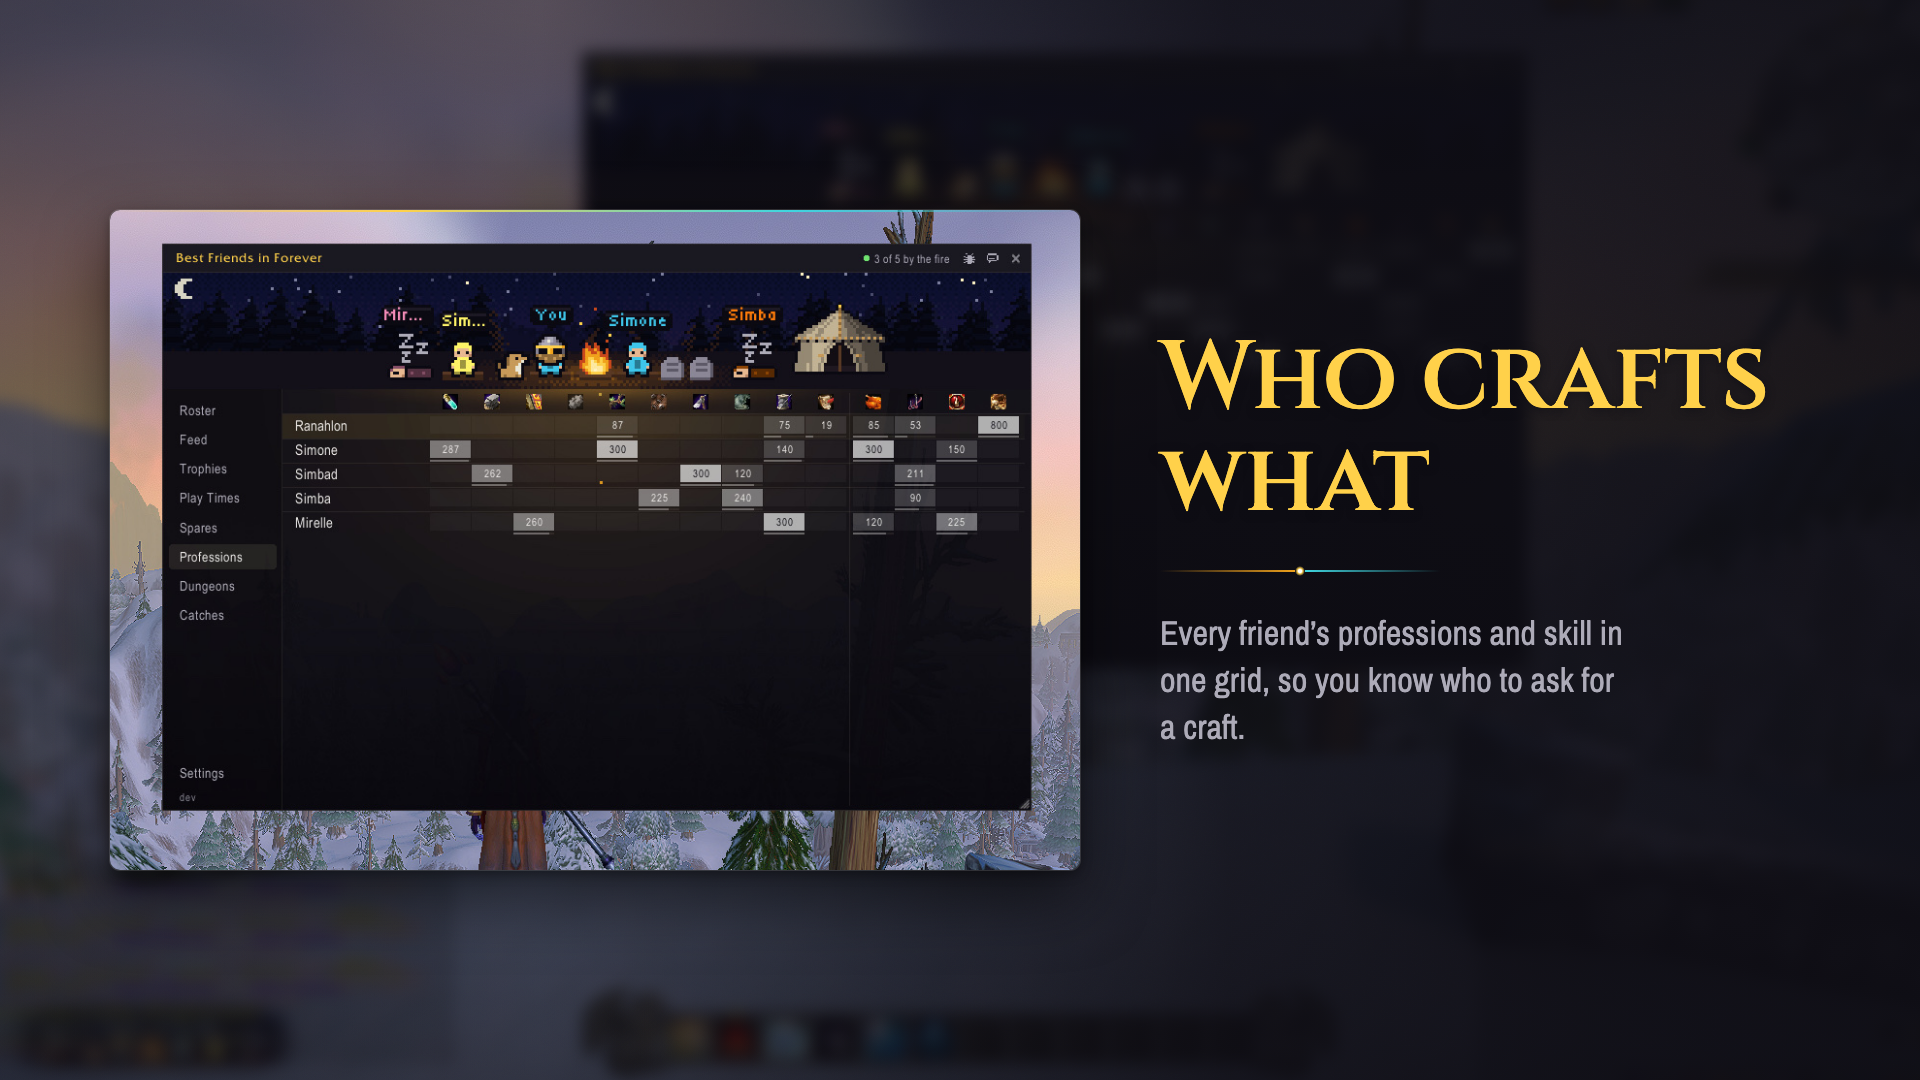 Best Friends in Forever
3 of 5 by the fire
Mir...
Sim...
You
Simone
Simba
Z Z Z
Z Z Z
Roster
Feed
Trophies
Play Times
Spares
Professions
Dungeons
Catches
Settings
dev
Ranahlon 87 75 19 85 53 800
Simone 287 300 140 300 150
Simbad 262 300 120 211
Simba 225 240 90
Mirelle 260 300 120 225
WHO CRAFTS
WHAT
Every friend’s professions and skill in
one grid, so you know who to ask for
a craft.